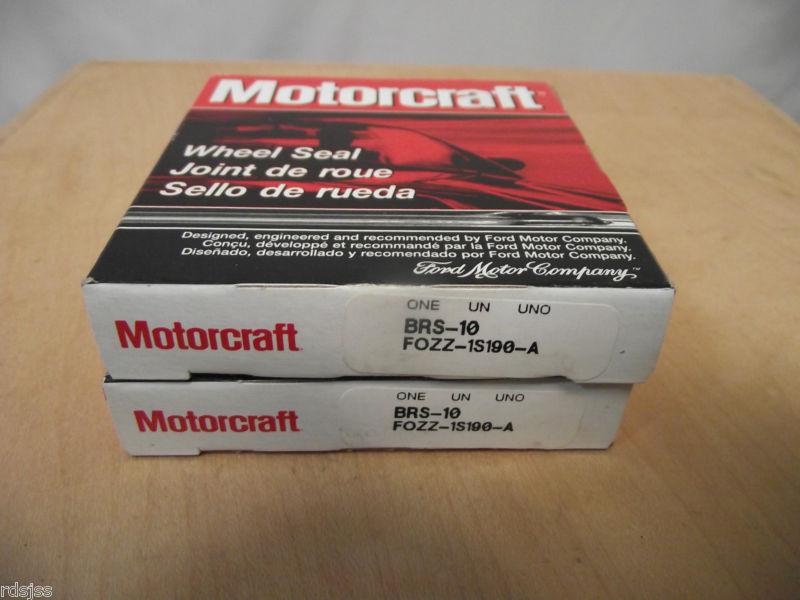 Motorcraft™
Wheel Seal
Joint de roue
Sello de rueda
Designed, engineered and recommended by Ford Motor Company.
Conçu, développé et recommandé par la Ford Motor Company.
Diseñado, desarrollado y recomendado por Ford Motor Company.
Ford Motor Company,™
Motorcraft
ONE UN UNO
BRS-10
FOZZ-1S190-A
Motorcraft
ONE UN UNO
BRS-10
FOZZ-1S190-A
rdsjss